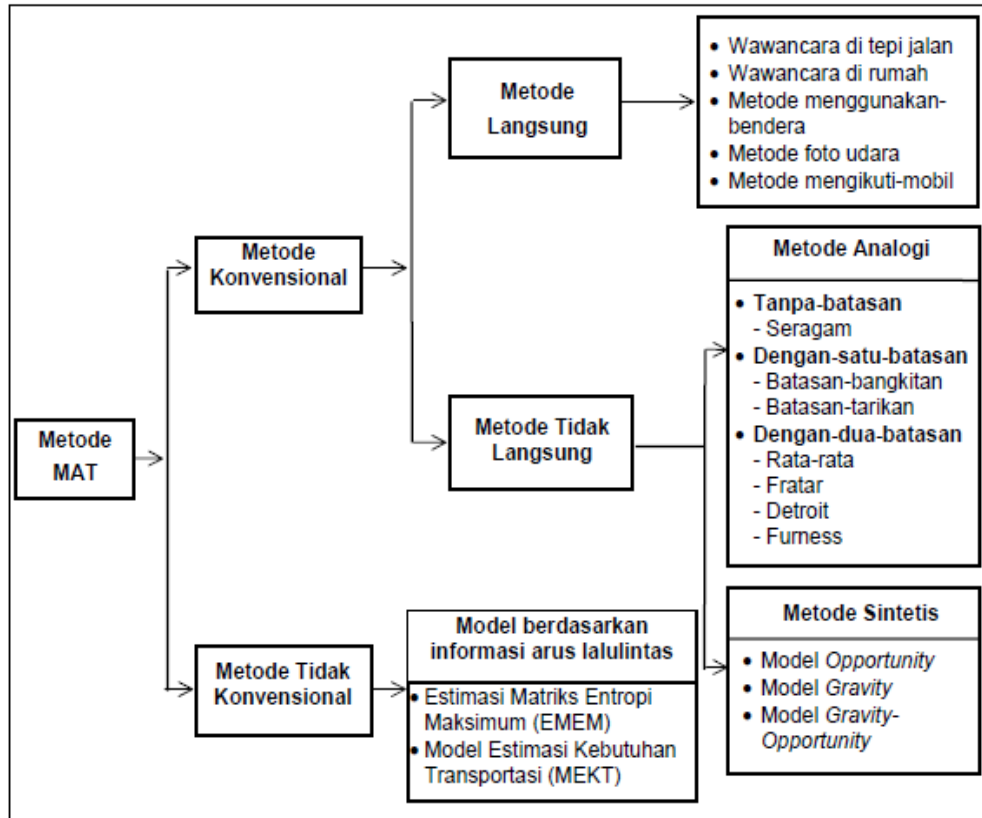 Metode
MAT
Metode
Konvensional
Metode
Langsung
• Wawancara di tepi jalan
• Wawancara di rumah
• Metode menggunakan-
bendera
• Metode foto udara
• Metode mengikuti-mobil
Metode Tidak
Langsung
Metode Analogi
• Tanpa-batasan
- Seragam
• Dengan-satu-batasan
- Batasan-bangkitan
- Batasan-tarikan
• Dengan-dua-batasan
- Rata-rata
- Fratar
- Detroit
- Furness
Metode Sintetis
• Model Opportunity
• Model Gravity
• Model Gravity-
Opportunity
Metode Tidak
Konvensional
Model berdasarkan
informasi arus lalulintas
• Estimasi Matriks Entropi
Maksimum (EMEM)
• Model Estimasi Kebutuhan
Transportasi (MEKT)